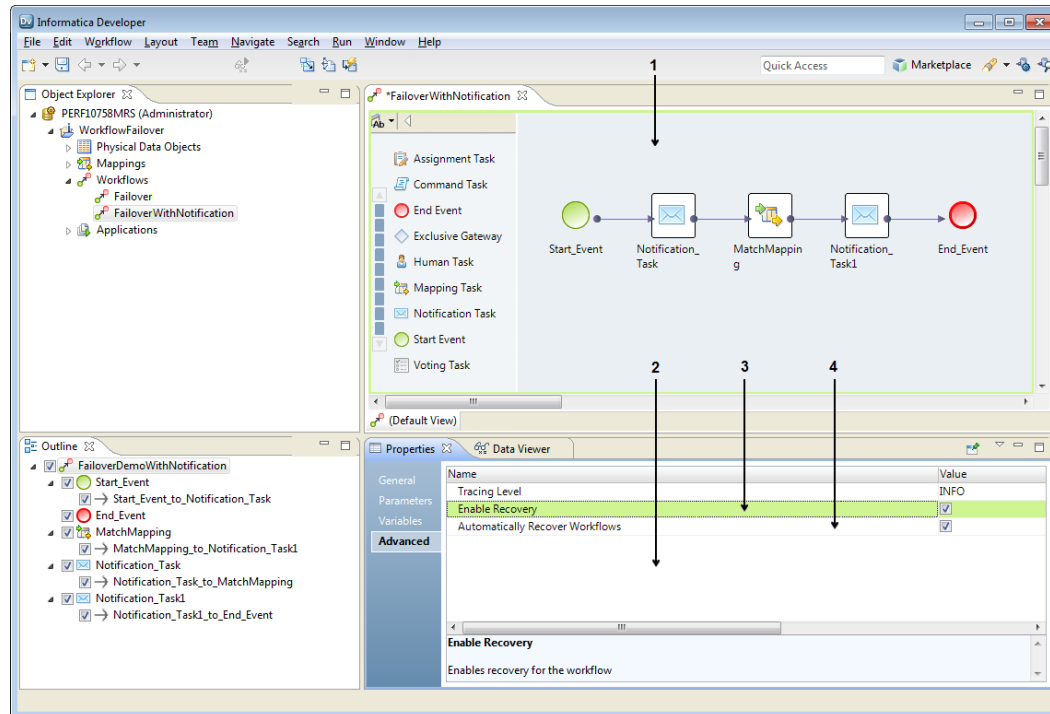 Informatica Developer
File Edit Workflow Layout Team Navigate Search Run Window Help
Quick Access
Marketplace
Object Explorer
PERF10758MRS (Administrator)
WorkflowFailover
Physical Data Objects
Mappings
Workflows
Failover
FailoverWithNotification
Applications
*FailoverWithNotification
Ab
Assignment Task
Command Task
End Event
Exclusive Gateway
Human Task
Mapping Task
Notification Task
Start Event
Voting Task
1
Start_Event
Notification_
Task
MatchMappin
g
Notification_
Task1
End_Event
2 3 4
(Default View)
Outline
FailoverDemoWithNotification
Start_Event
Start_Event_to_Notification_Task
End_Event
MatchMapping
MatchMapping_to_Notification_Task1
Notification_Task
Notification_Task_to_MatchMapping
Notification_Task1
Notification_Task1_to_End_Event
Properties Data Viewer
General
Parameters
Variables
Advanced
Name Value
Tracing Level INFO
Enable Recovery
Automatically Recover Workflows
Enable Recovery
Enables recovery for the workflow